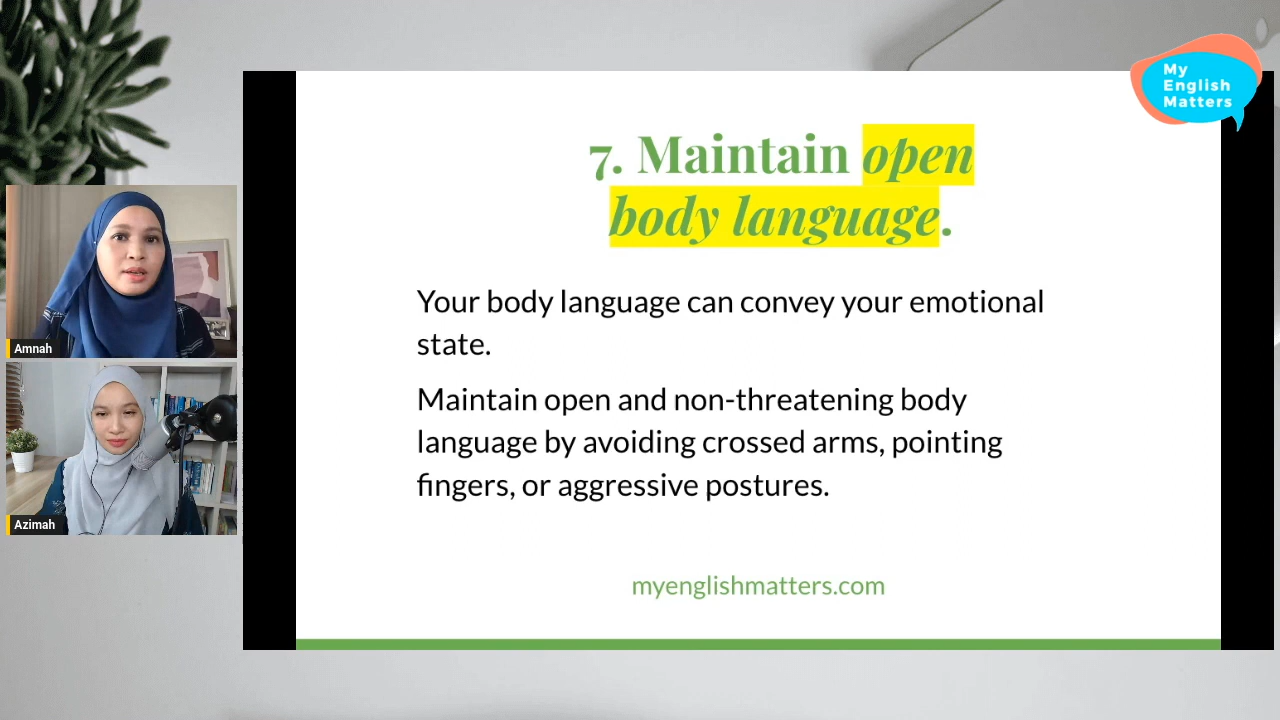 My
English
Matters
7. Maintain open
body language.
Your body language can convey your emotional
state.
Maintain open and non-threatening body
language by avoiding crossed arms, pointing
fingers, or aggressive postures.
myenglishmatters.com
Amnah
Azimah